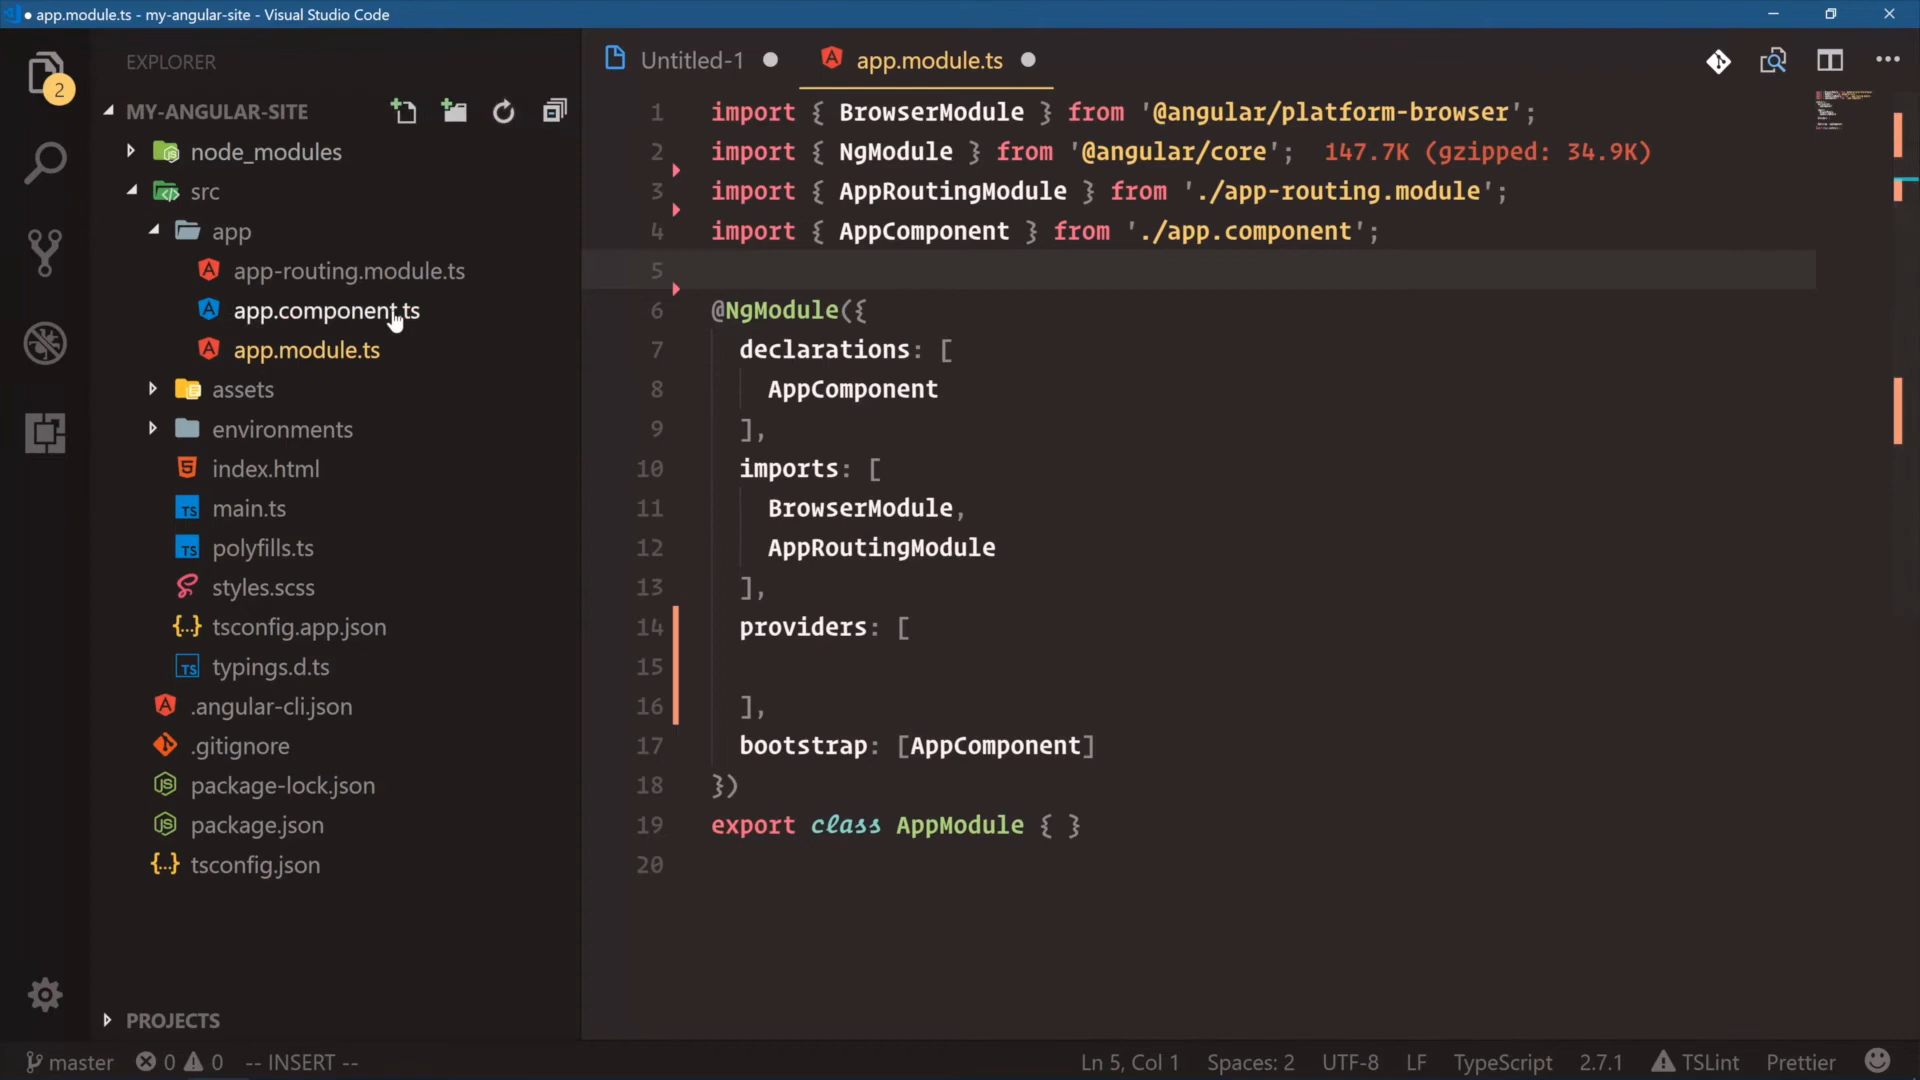 app.module.ts - my-angular-site - Visual Studio Code
EXPLORER
2
MY-ANGULAR-SITE
node_modules
src
app
app-routing.module.ts
app.component.ts
app.module.ts
assets
environments
index.html
main.ts
polyfills.ts
styles.scss
tsconfig.app.json
typings.d.ts
.angular-cli.json
.gitignore
package-lock.json
package.json
tsconfig.json
PROJECTS
Untitled-1
app.module.ts
1 import { BrowserModule } from '@angular/platform-browser';
2 import { NgModule } from '@angular/core'; 147.7K (gzipped: 34.9K)
3 import { AppRoutingModule } from './app-routing.module';
4 import { AppComponent } from './app.component';
5
6 @NgModule({
7 declarations: [
8 AppComponent
9 ],
10 imports: [
11 BrowserModule,
12 AppRoutingModule
13 ],
14 providers: [
15
16 ],
17 bootstrap: [AppComponent]
18 })
19 export class AppModule { }
20
master 0 0 -- INSERT -- Ln 5, Col 1 Spaces: 2 UTF-8 LF TypeScript 2.7.1 TSLint Prettier